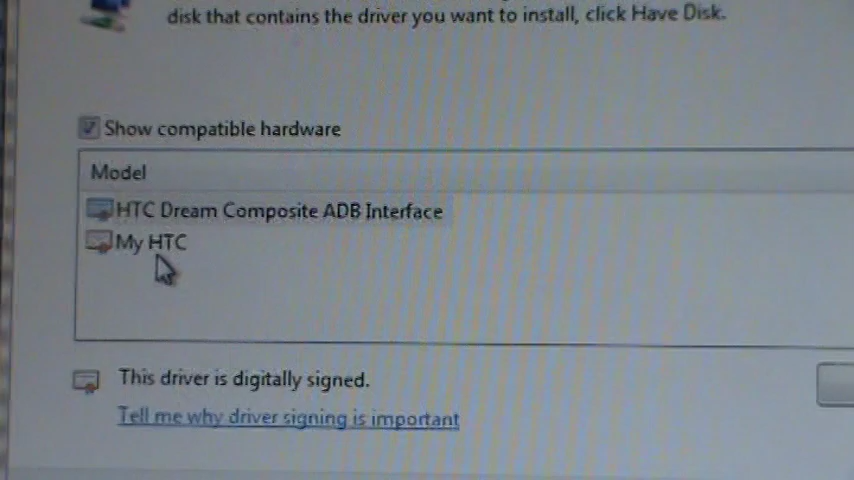 disk that contains the driver you want to install, click Have Disk.
Show compatible hardware
Model
HTC Dream Composite ADB Interface
My HTC
This driver is digitally signed.
Tell me why driver signing is important